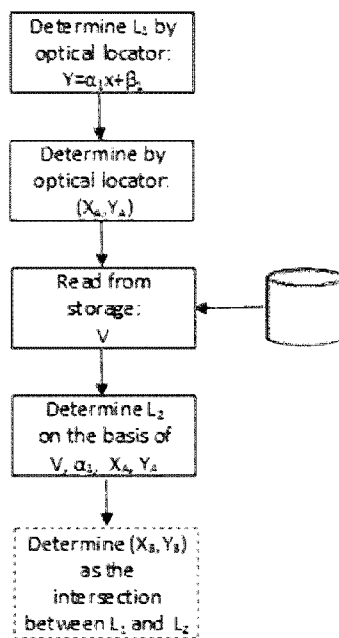 Determine L₁ by
optical locator:
Y=α₁x+β₁
Determine by
optical locator:
(X₄,Y₄)
Read from
storage:
V
Determine L₂
on the basis of
V, α₁, X₄, Y₄
Determine (X₃,Y₃)
as the
intersection
between L₁ and L₂